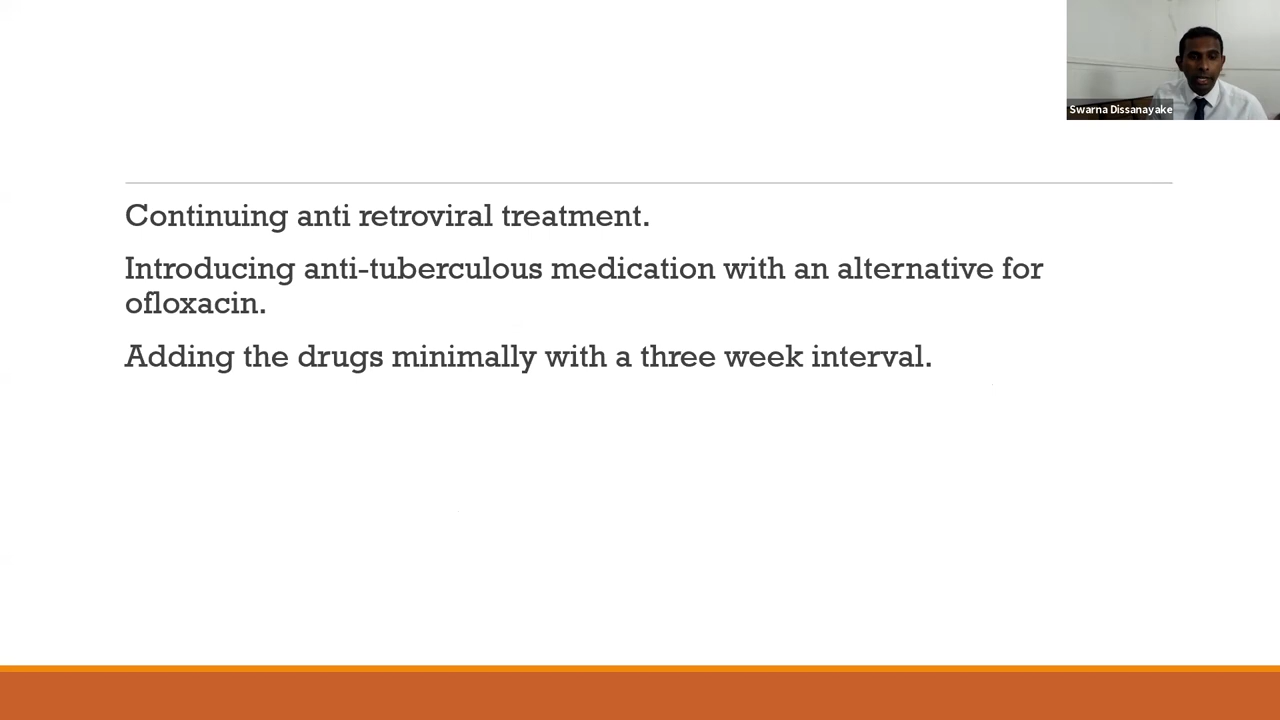 Swarna Dissanayake
Continuing anti retroviral treatment.
Introducing anti-tuberculous medication with an alternative for
ofloxacin.
Adding the drugs minimally with a three week interval.